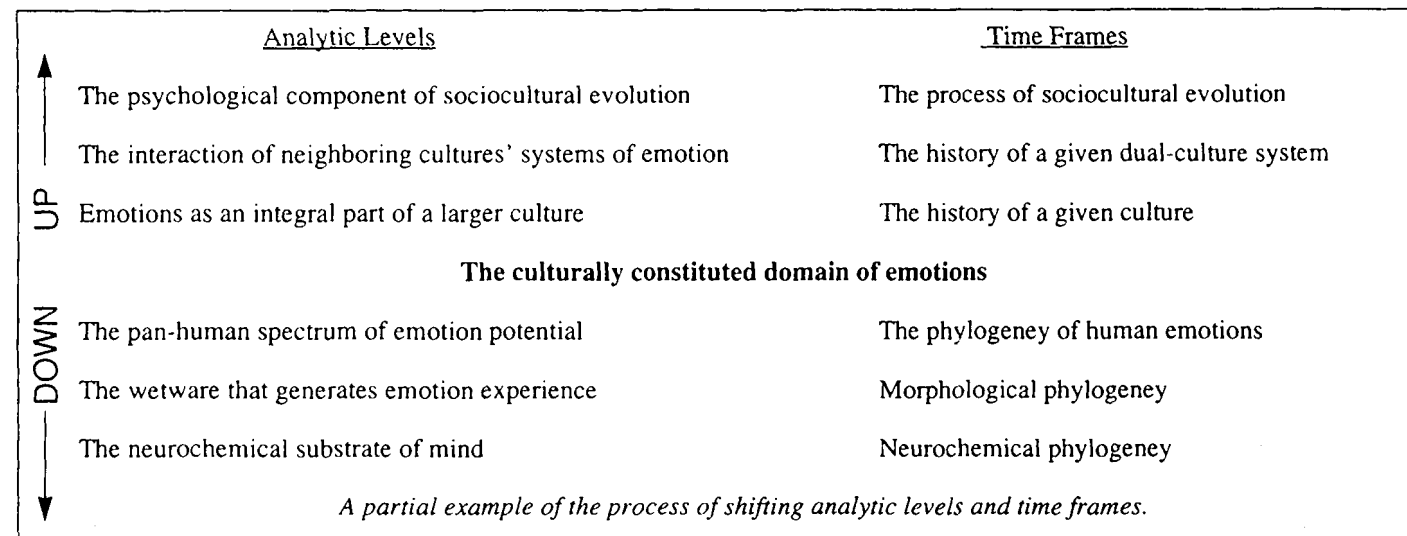 Analytic Levels Time Frames
The psychological component of sociocultural evolution The process of sociocultural evolution
The interaction of neighboring cultures' systems of emotion The history of a given dual-culture system
UP
Emotions as an integral part of a larger culture The history of a given culture
The culturally constituted domain of emotions
DOWN
The pan-human spectrum of emotion potential The phylogeney of human emotions
The wetware that generates emotion experience Morphological phylogeney
The neurochemical substrate of mind Neurochemical phylogeney
A partial example of the process of shifting analytic levels and time frames.